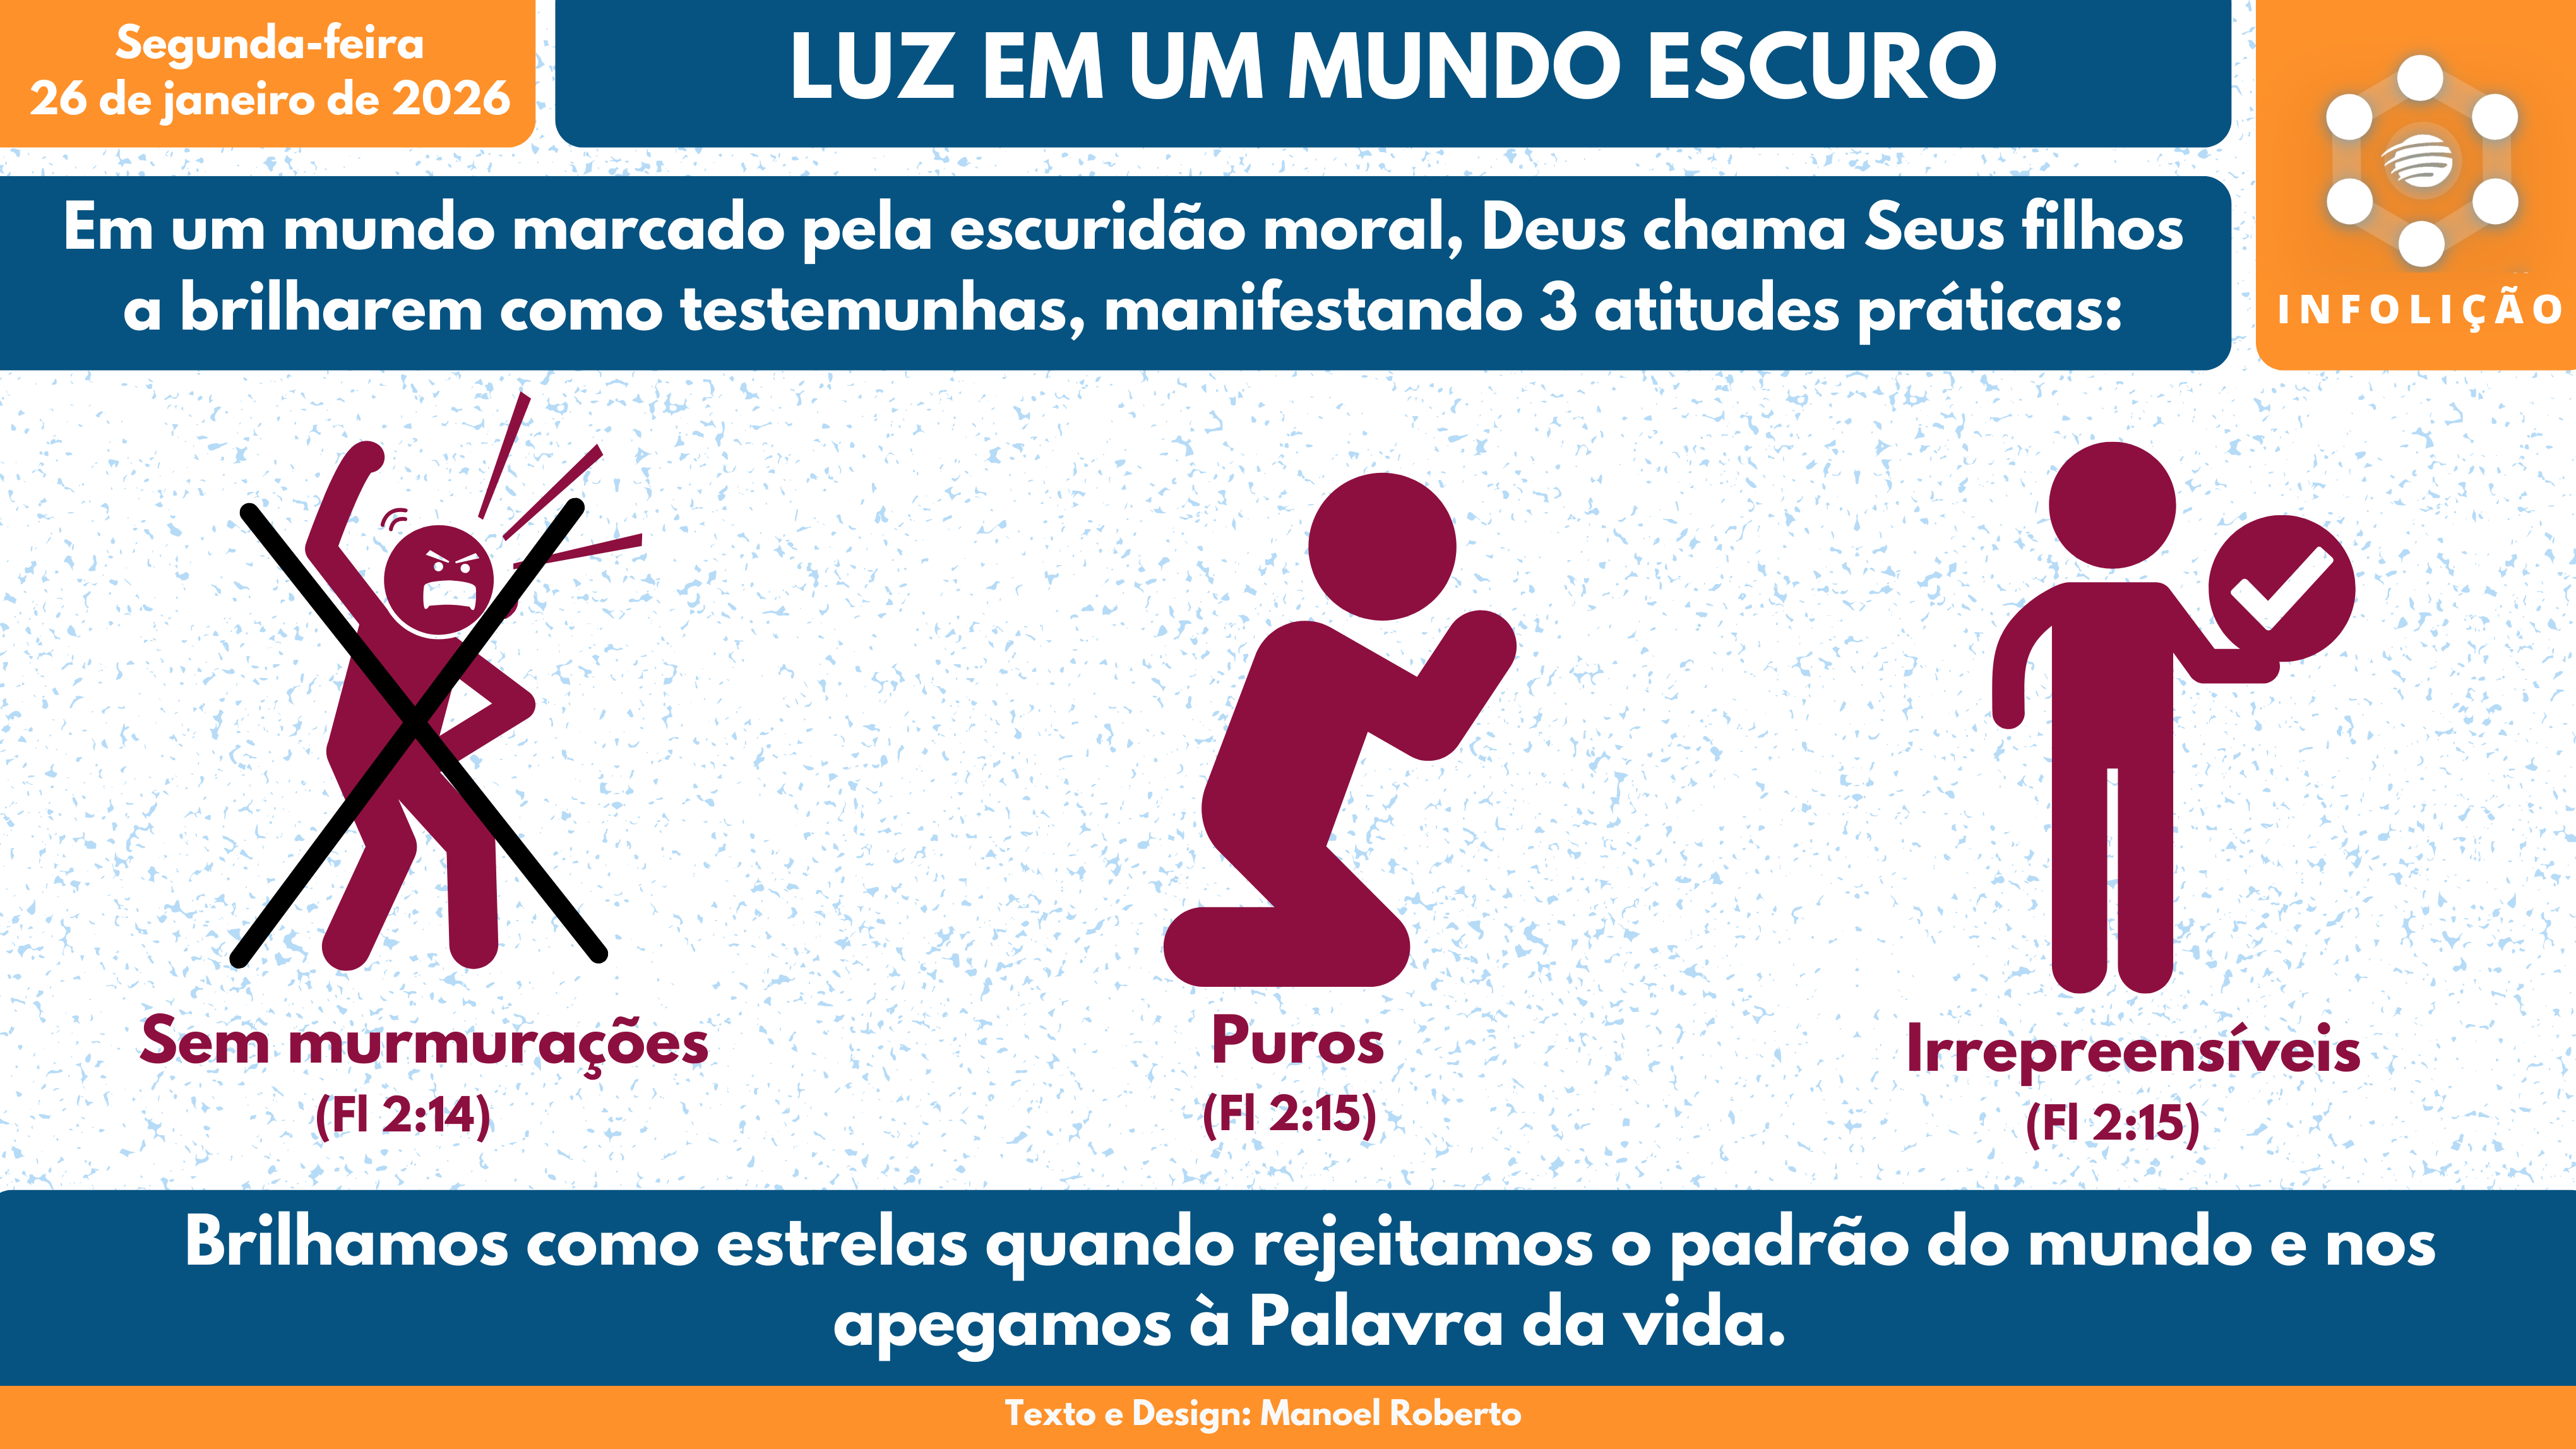 Segunda-feira
26 de janeiro de 2026
LUZ EM UM MUNDO ESCURO
Em um mundo marcado pela escuridão moral, Deus chama Seus filhos
a brilharem como testemunhas, manifestando 3 atitudes práticas:
INFOLIÇÃO
Sem murmurações
(Fl 2:14)
Puros
(Fl 2:15)
Irrepreensíveis
(Fl 2:15)
Brilhamos como estrelas quando rejeitamos o padrão do mundo e nos
apegamos à Palavra da vida.
Texto e Design: Manoel Roberto